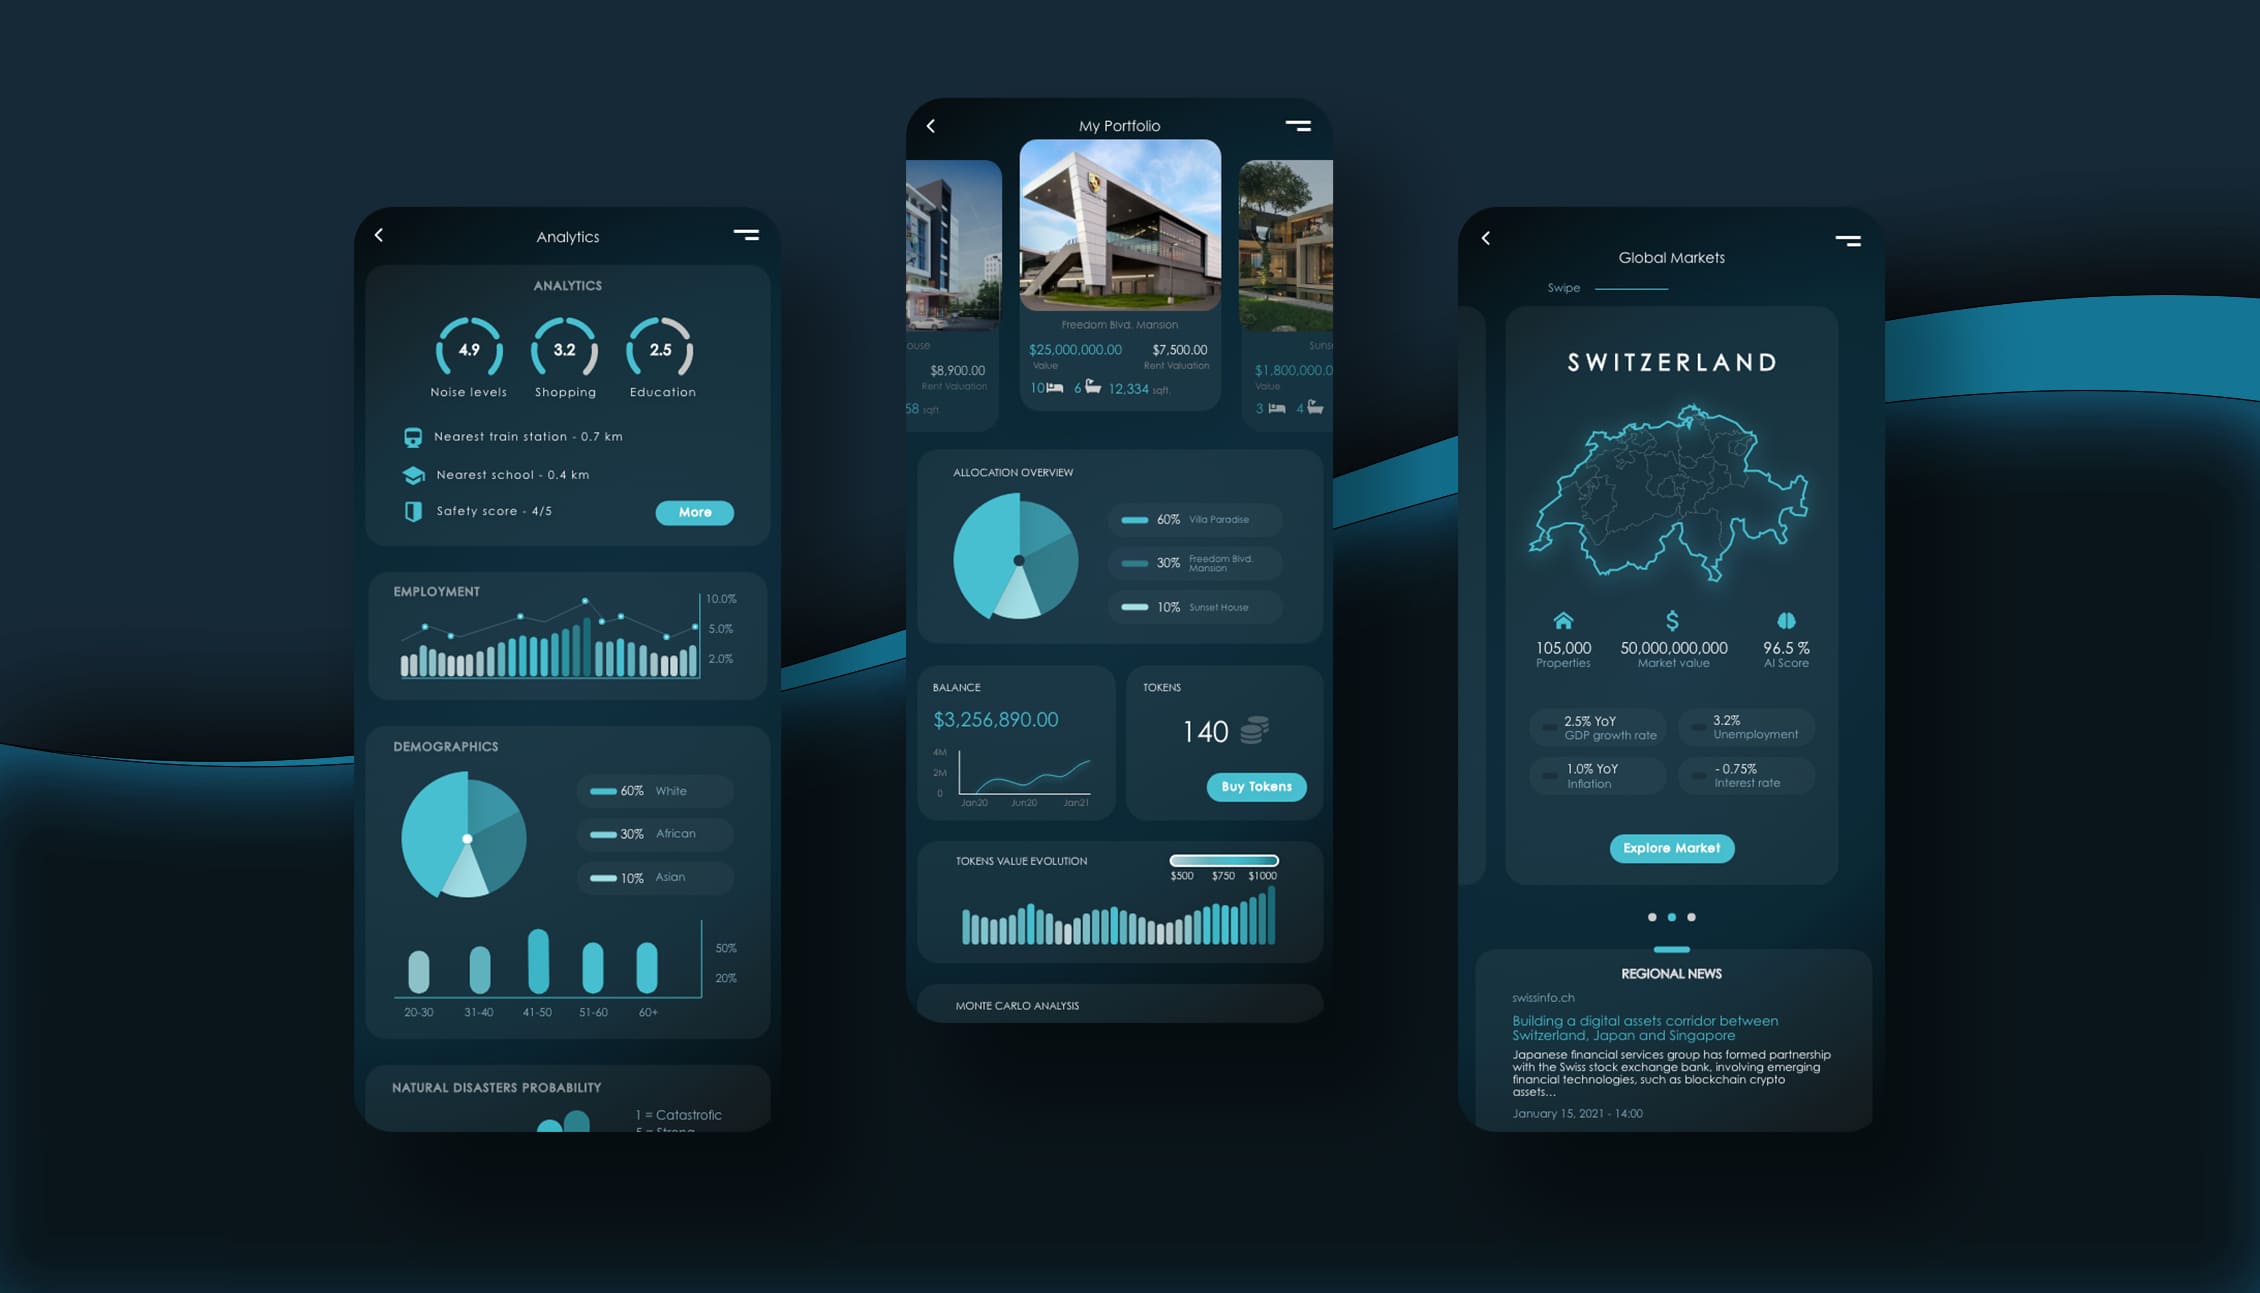 Analytics
ANALYTICS
4.9
3.2
2.5
Noise levels
Shopping
Education
Nearest train station - 0.7 km
Nearest school - 0.4 km
Safety score - 4/5
More
EMPLOYMENT
10.0%
5.0%
2.0%
DEMOGRAPHICS
60% White
30% African
10% Asian
50%
20%
20-30
31-40
41-50
51-60
60+
NATURAL DISASTERS PROBABILITY
1 = Catastrofic
5 = Strong
My Portfolio
ouse
$8,900.00
Rent Valuation
58 sqft
Freedom Blvd. Mansion
$25,000,000.00
$7,500.00
Value
Rent Valuation
10
6
12,334 sqft.
Suns
$1,800,000.0
Value
3
4
ALLOCATION OVERVIEW
60% Villa Paradise
30% Freedom Blvd.
Mansion
10% Sunset House
BALANCE
$3,256,890.00
4M
2M
0
Jan20
Jun20
Jan21
TOKENS
140
Buy Tokens
TOKENS VALUE EVOLUTION
$500
$750
$1000
MONTE CARLO ANALYSIS
Global Markets
Swipe
SWITZERLAND
105,000
Properties
50,000,000,000
Market value
96.5 %
AI Score
2.5% YoY
GDP growth rate
3.2%
Unemployment
1.0% YoY
Inflation
- 0.75%
Interest rate
Explore Market
REGIONAL NEWS
swissinfo.ch
Building a digital assets corridor between
Switzerland, Japan and Singapore
Japanese financial services group has formed partnership
with the Swiss stock exchange bank, involving emerging
financial technologies, such as blockchain crypto
assets...
January 15, 2021 - 14:00